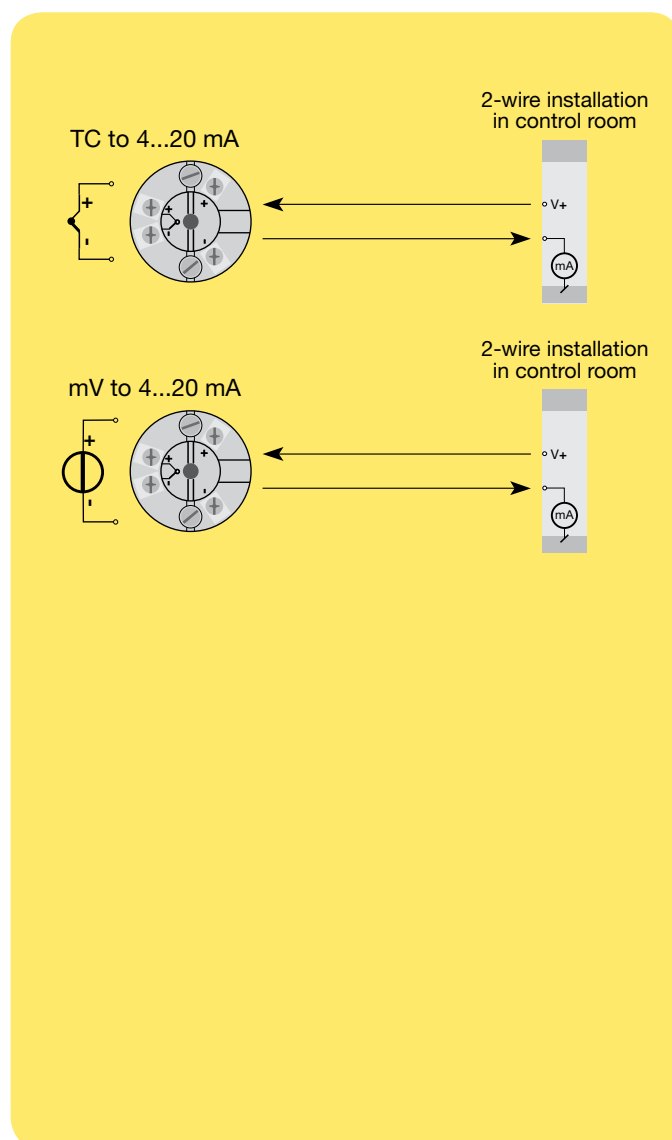 2-wire installation
in control room
TC to 4...20 mA
+
-
+
-
+
-
V+
mA
2-wire installation
in control room
mV to 4...20 mA
+
-
+
-
+
-
V+
mA